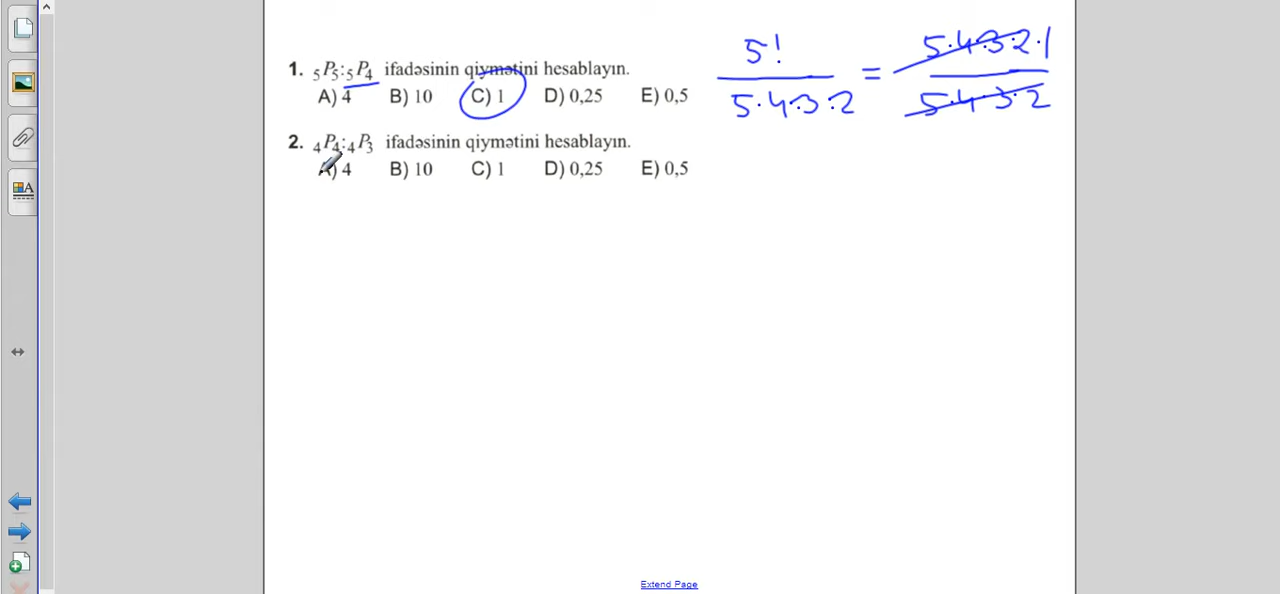 1. ₅P₅:₅P₄ ifadəsinin qiymətini hesablayın.
A) 4 B) 10 C) 1 D) 0,25 E) 0,5
5! / 5·4·3·2 = 5·4·3·2·1 / 5·4·3·2
2. ₄P₄:₄P₃ ifadəsinin qiymətini hesablayın.
A) 4 B) 10 C) 1 D) 0,25 E) 0,5
Extend Page